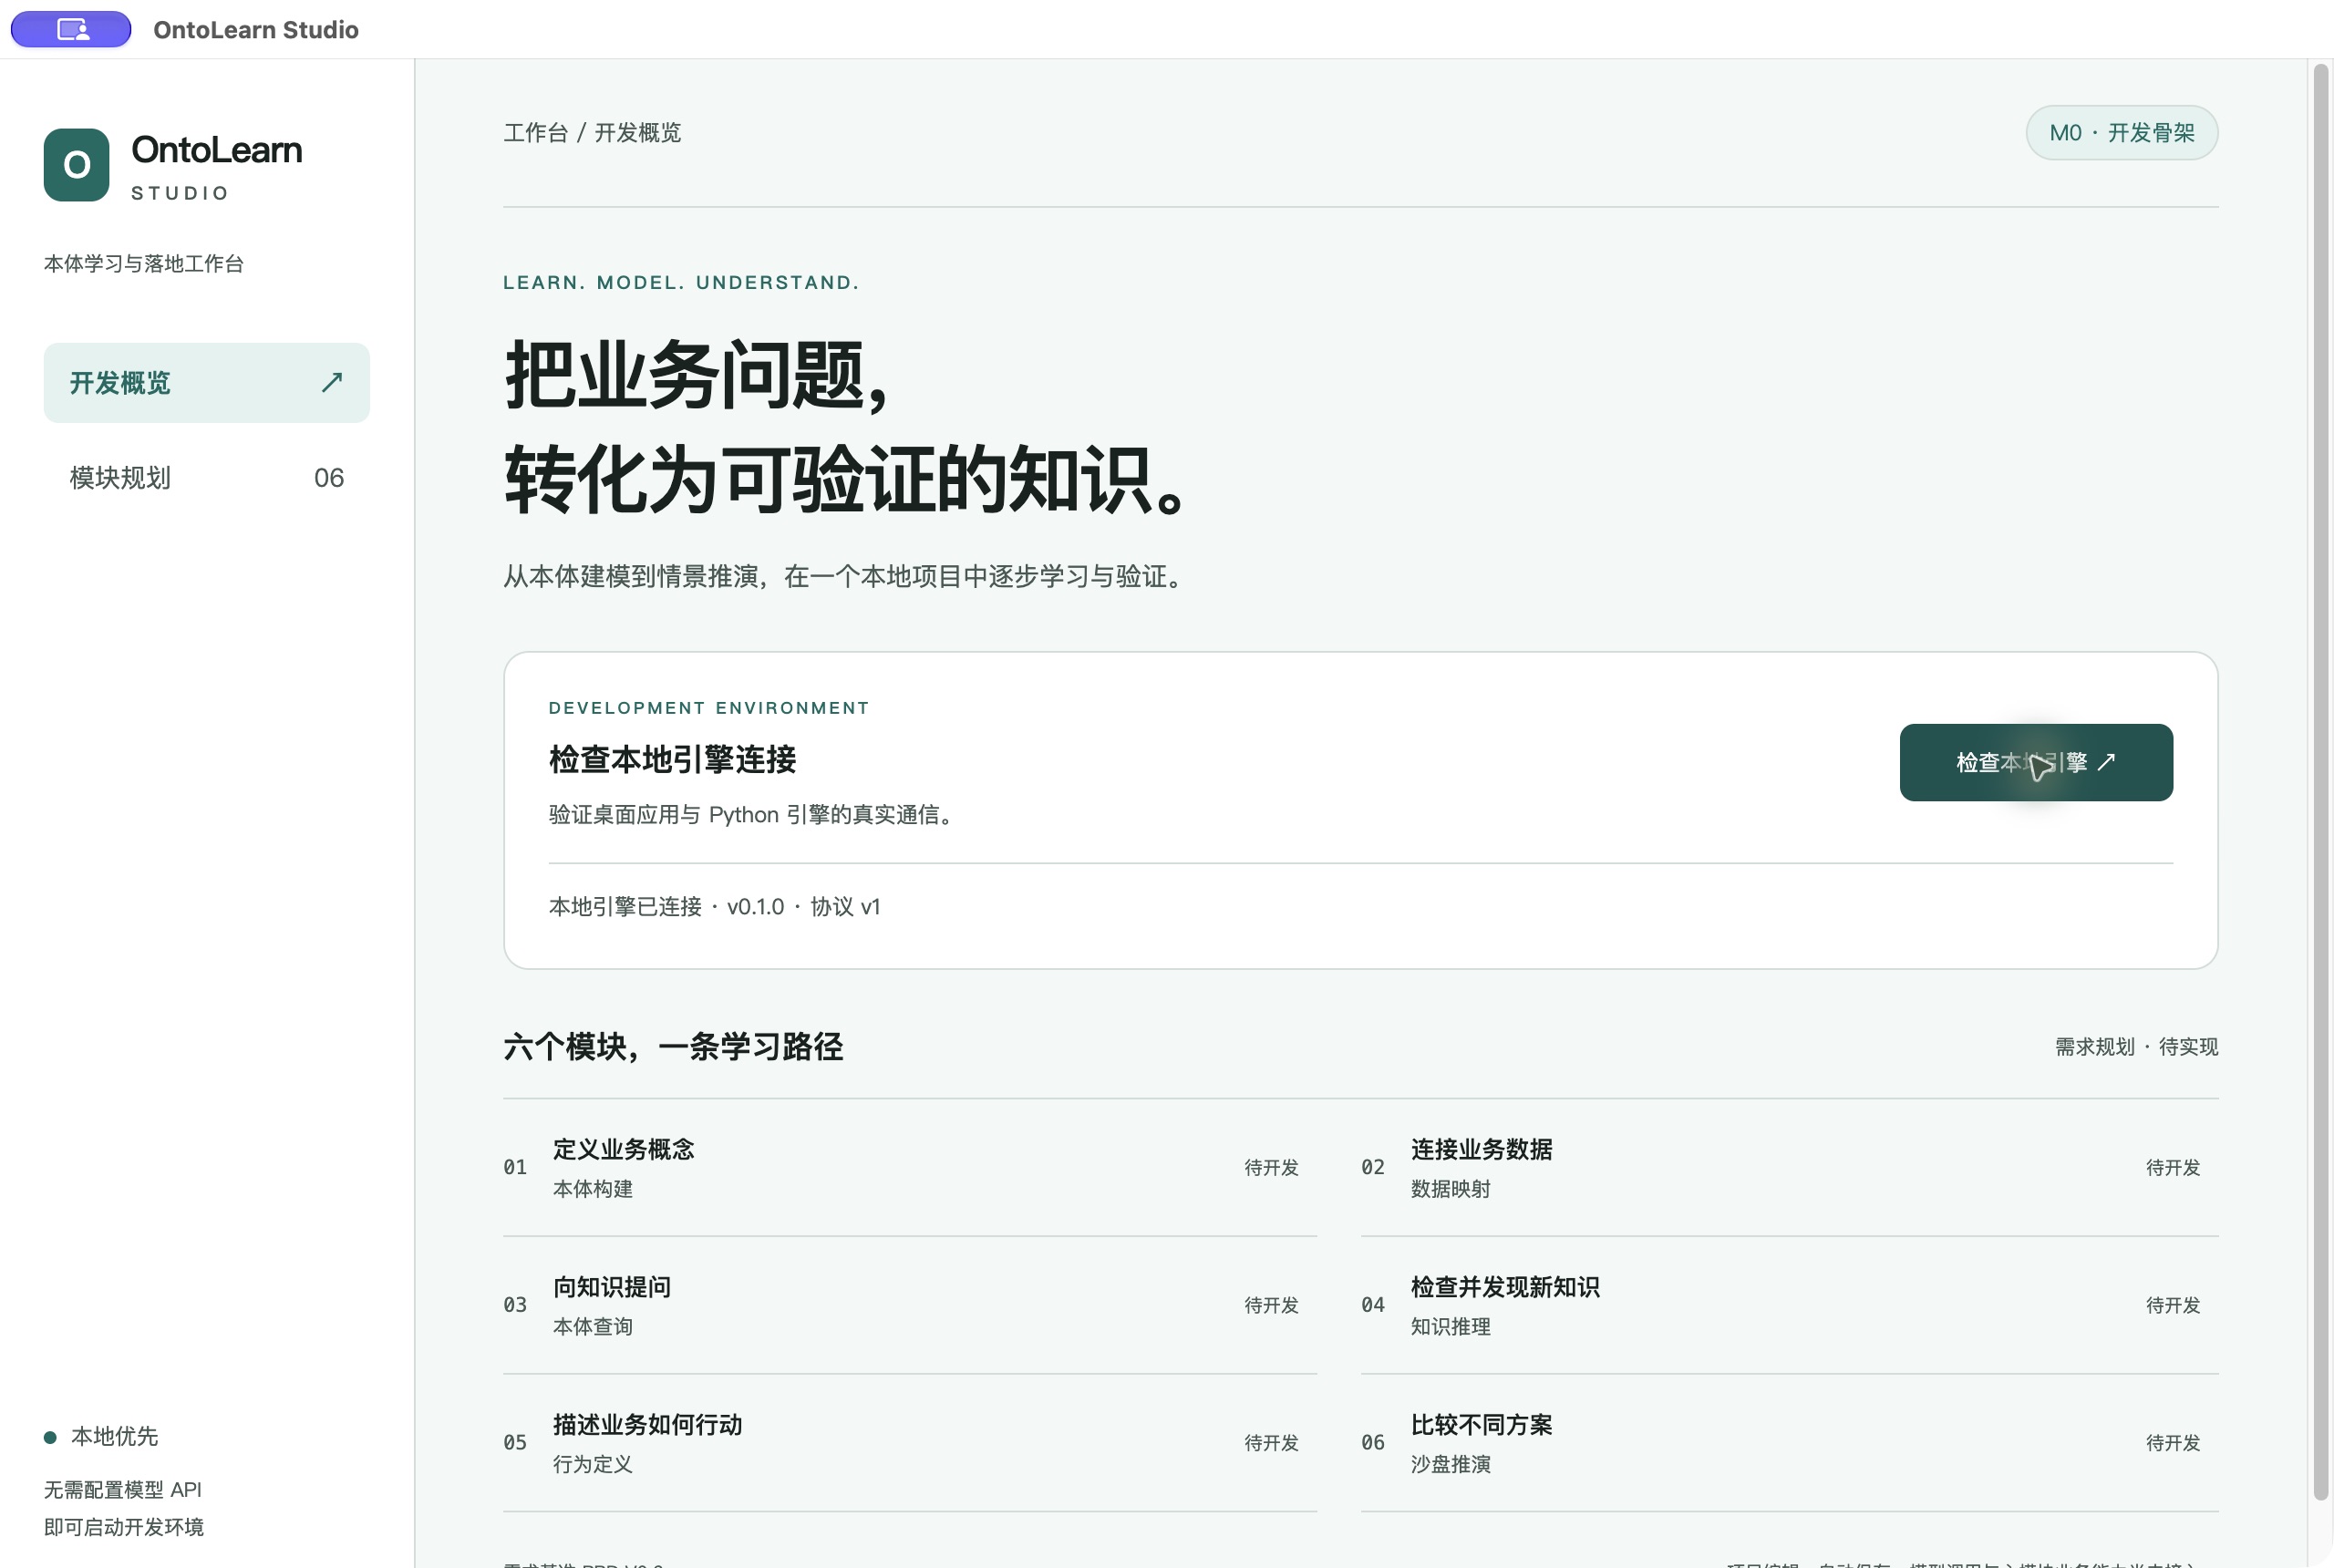 OntoLearn Studio
O
OntoLearn
STUDIO
本体学习与落地工作台
开发概览 ↗
模块规划 06
本地优先
无需配置模型 API
即可启动开发环境
工作台 / 开发概览
M0 · 开发骨架
LEARN. MODEL. UNDERSTAND.
把业务问题，
转化为可验证的知识。
从本体建模到情景推演，在一个本地项目中逐步学习与验证。
DEVELOPMENT ENVIRONMENT
检查本地引擎连接
验证桌面应用与 Python 引擎的真实通信。
检查本地引擎 ↗
本地引擎已连接 · v0.1.0 · 协议 v1
六个模块，一条学习路径
需求规划 · 待实现
01 定义业务概念
本体构建
待开发
02 连接业务数据
数据映射
待开发
03 向知识提问
本体查询
待开发
04 检查并发现新知识
知识推理
待开发
05 描述业务如何行动
行为定义
待开发
06 比较不同方案
沙盘推演
待开发